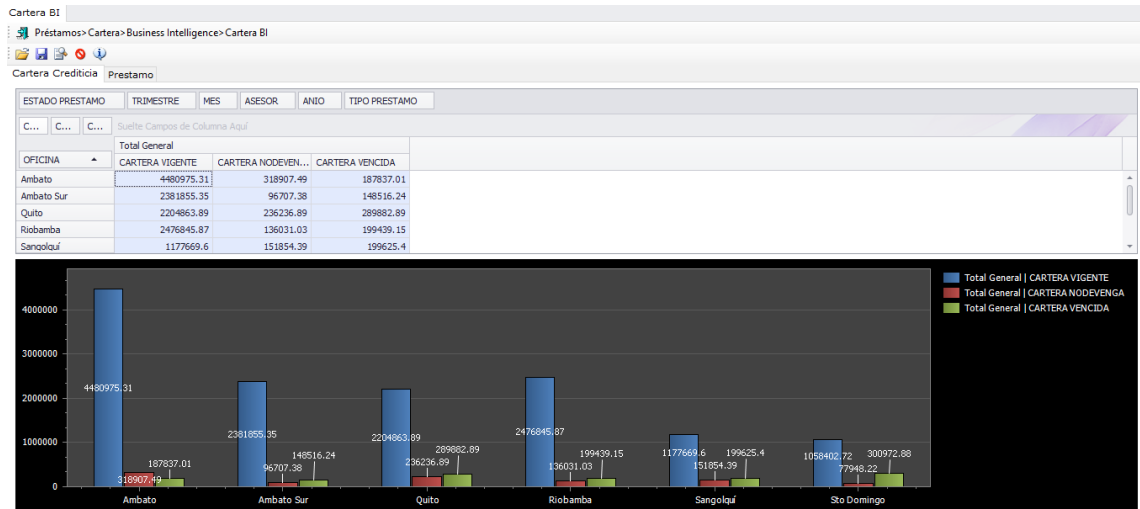 Cartera BI
Préstamos>Cartera>Business Intelligence>Cartera BI
Cartera Crediticia Prestamo
ESTADO PRESTAMO TRIMESTRE MES ASESOR ANIO TIPO PRESTAMO
C... C... C... Suelte Campos de Columna Aquí
Total General
OFICINA CARTERA VIGENTE CARTERA NODEVEN... CARTERA VENCIDA
Ambato 4480975.31 318907.49 187837.01
Ambato Sur 2381855.35 96707.38 148516.24
Quito 2204863.89 236236.89 289882.89
Riobamba 2476845.87 136031.03 199439.15
Sangolquí 1177669.6 151854.39 199625.4
Total General | CARTERA VIGENTE
Total General | CARTERA NODEVENGA
Total General | CARTERA VENCIDA
4000000
3000000
2000000
1000000
0
4480975.31
318907.49
187837.01
2381855.35
96707.38
148516.24
2204863.89
236236.89
289882.89
2476845.87
136031.03
199439.15
1177669.6
151854.39
199625.4
1058402.72
77948.22
300972.88
Ambato Ambato Sur Quito Riobamba Sangolquí Sto Domingo